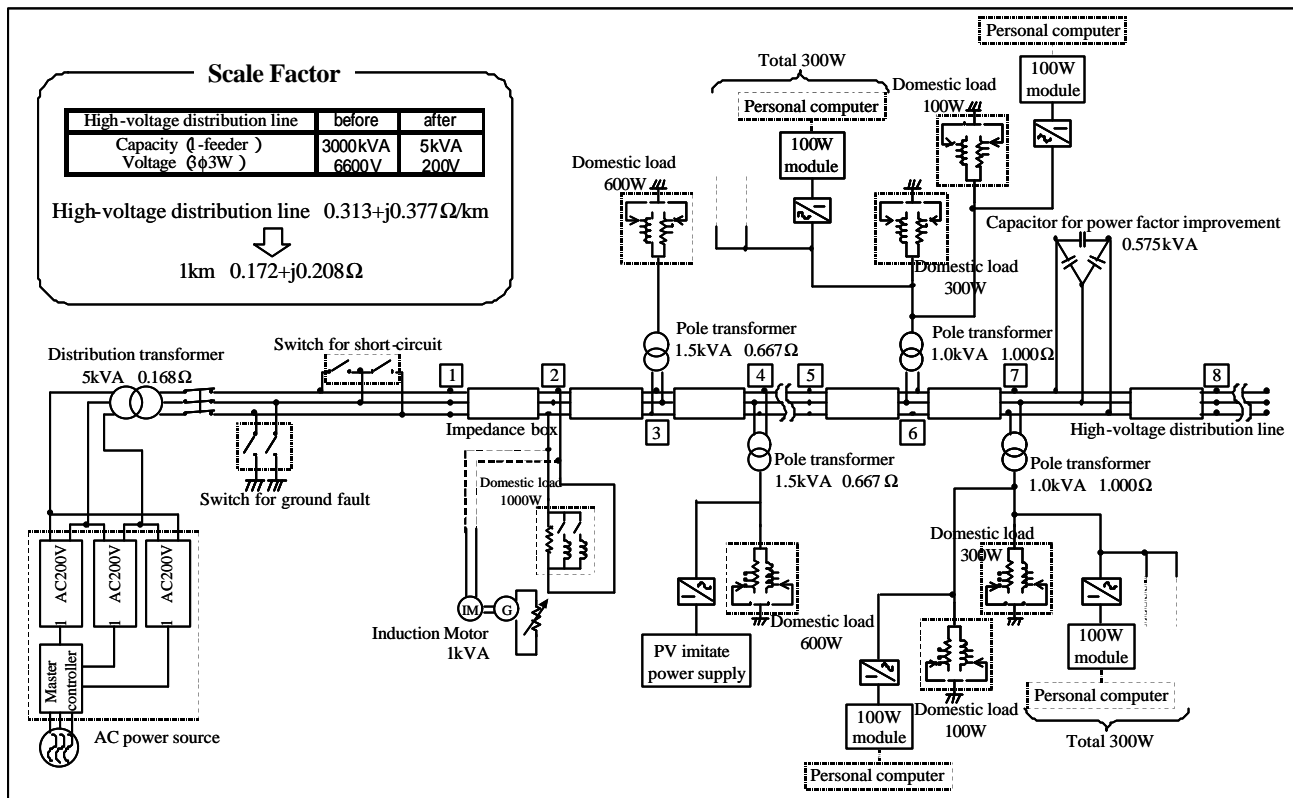 Scale Factor
High-voltage distribution line before after
Capacity (1-feeder) 3000kVA 5kVA
Voltage (3ϕ3W) 6600V 200V
High-voltage distribution line 0.313+j0.377Ω/km
1km 0.172+j0.208Ω
Total 300W
Personal computer
100W
module
Domestic load
600W
Domestic load
100W
Personal computer
100W
module
Domestic load
300W
Capacitor for power factor improvement
0.575kVA
Distribution transformer
5kVA 0.168Ω
Switch for short-circuit
Pole transformer
1.5kVA 0.667Ω
Pole transformer
1.0kVA 1.000Ω
1
2
3
4
5
6
7
8
Impedance box
High-voltage distribution line
Switch for ground fault
Domestic load
1000W
Pole transformer
1.5kVA 0.667Ω
Pole transformer
1.0kVA 1.000Ω
1 AC200V
1 AC200V
1 AC200V
Master
controller
AC power source
IM
G
Induction Motor
1kVA
PV imitate
power supply
Domestic load
600W
Domestic load
300W
Domestic load
100W
100W
module
Personal computer
100W
module
Personal computer
Total 300W